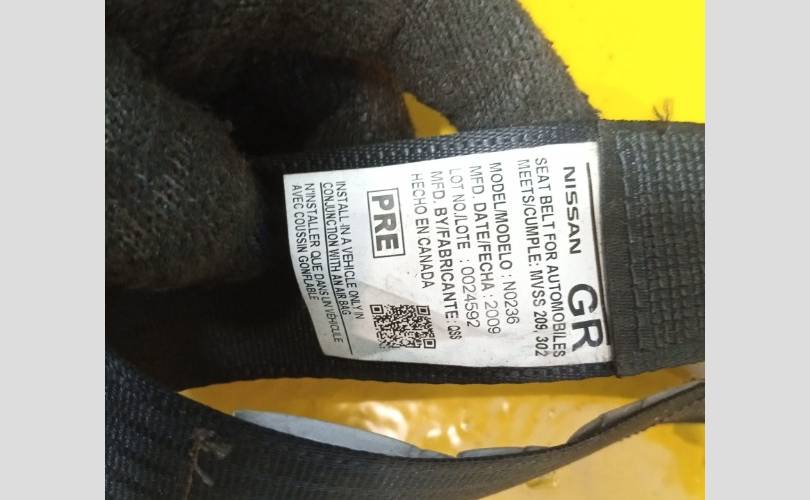 NISSAN GR
SEAT BELT FOR AUTOMOBILES
MEETS/CUMPLE: MVSS 209, 302
MODEL/MODELO : N0236
MFD. DATE/FECHA : 2009
LOT NO./LOTE : 0024592
MFD. BY/FABRICANTE: QSS
HECHO EN CANADA
PRE
INSTALL IN A VEHICLE ONLY IN
CONJUNCTION WITH AN AIR BAG
N'INSTALLER QUE DANS UN VÉHICULE
AVEC COUSSIN GONFLABLE